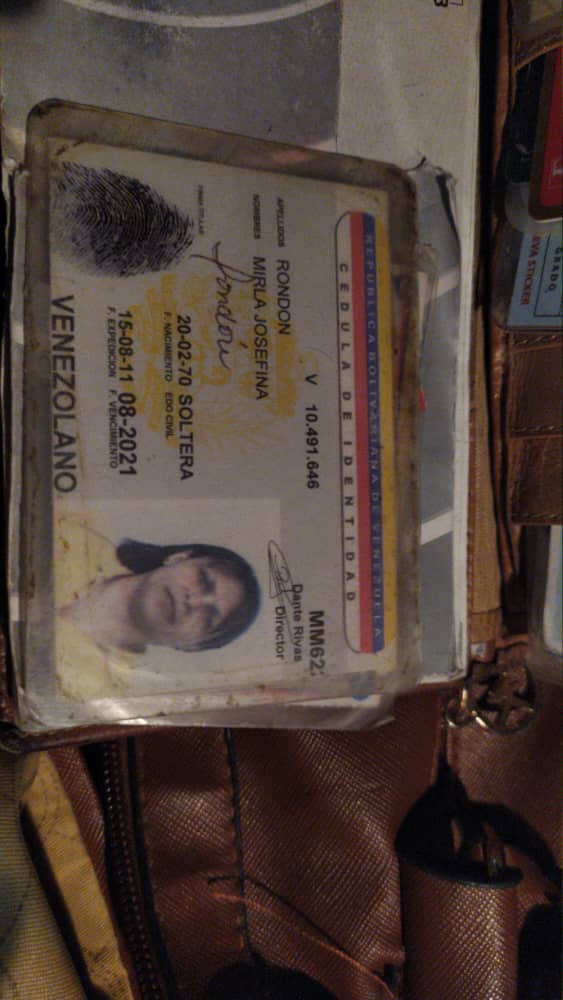 GRADO
EVA STICKER
REPUBLICA BOLIVARIANA DE VENEZUELA
CEDULA DE IDENTIDAD
V 10.491.646
MM62
Dante Rivas
Director
APELLIDOS RONDON
NOMBRES MIRLA JOSEFINA
Rondón
FIRMA TITULAR
20-02-70 SOLTERA
F. NACIMIENTO EDO CIVIL
15-08-11 08-2021
F. EXPEDICION F. VENCIMIENTO
VENEZOLANO